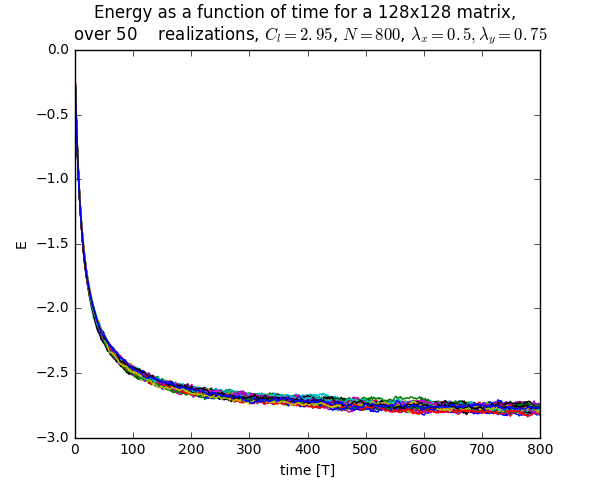 Energy as a function of time for a 128x128 matrix,
over 50    realizations, $C_l = 2.95$, $N = 800$, $\lambda_x = 0.5, \lambda_y = 0.75$
0.0
−0.5
−1.0
−1.5
−2.0
−2.5
−3.0
E
0 100 200 300 400 500 600 700 800
time [T]